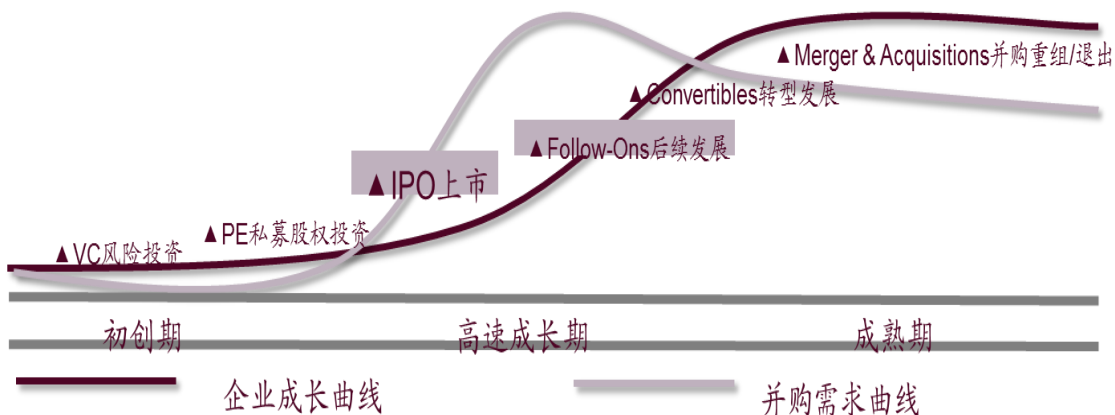 ▲Merger & Acquisitions并购重组/退出
▲Convertibles转型发展
▲Follow-Ons后续发展
▲IPO上市
▲PE私募股权投资
▲VC风险投资
初创期 高速成长期 成熟期
企业成长曲线 并购需求曲线